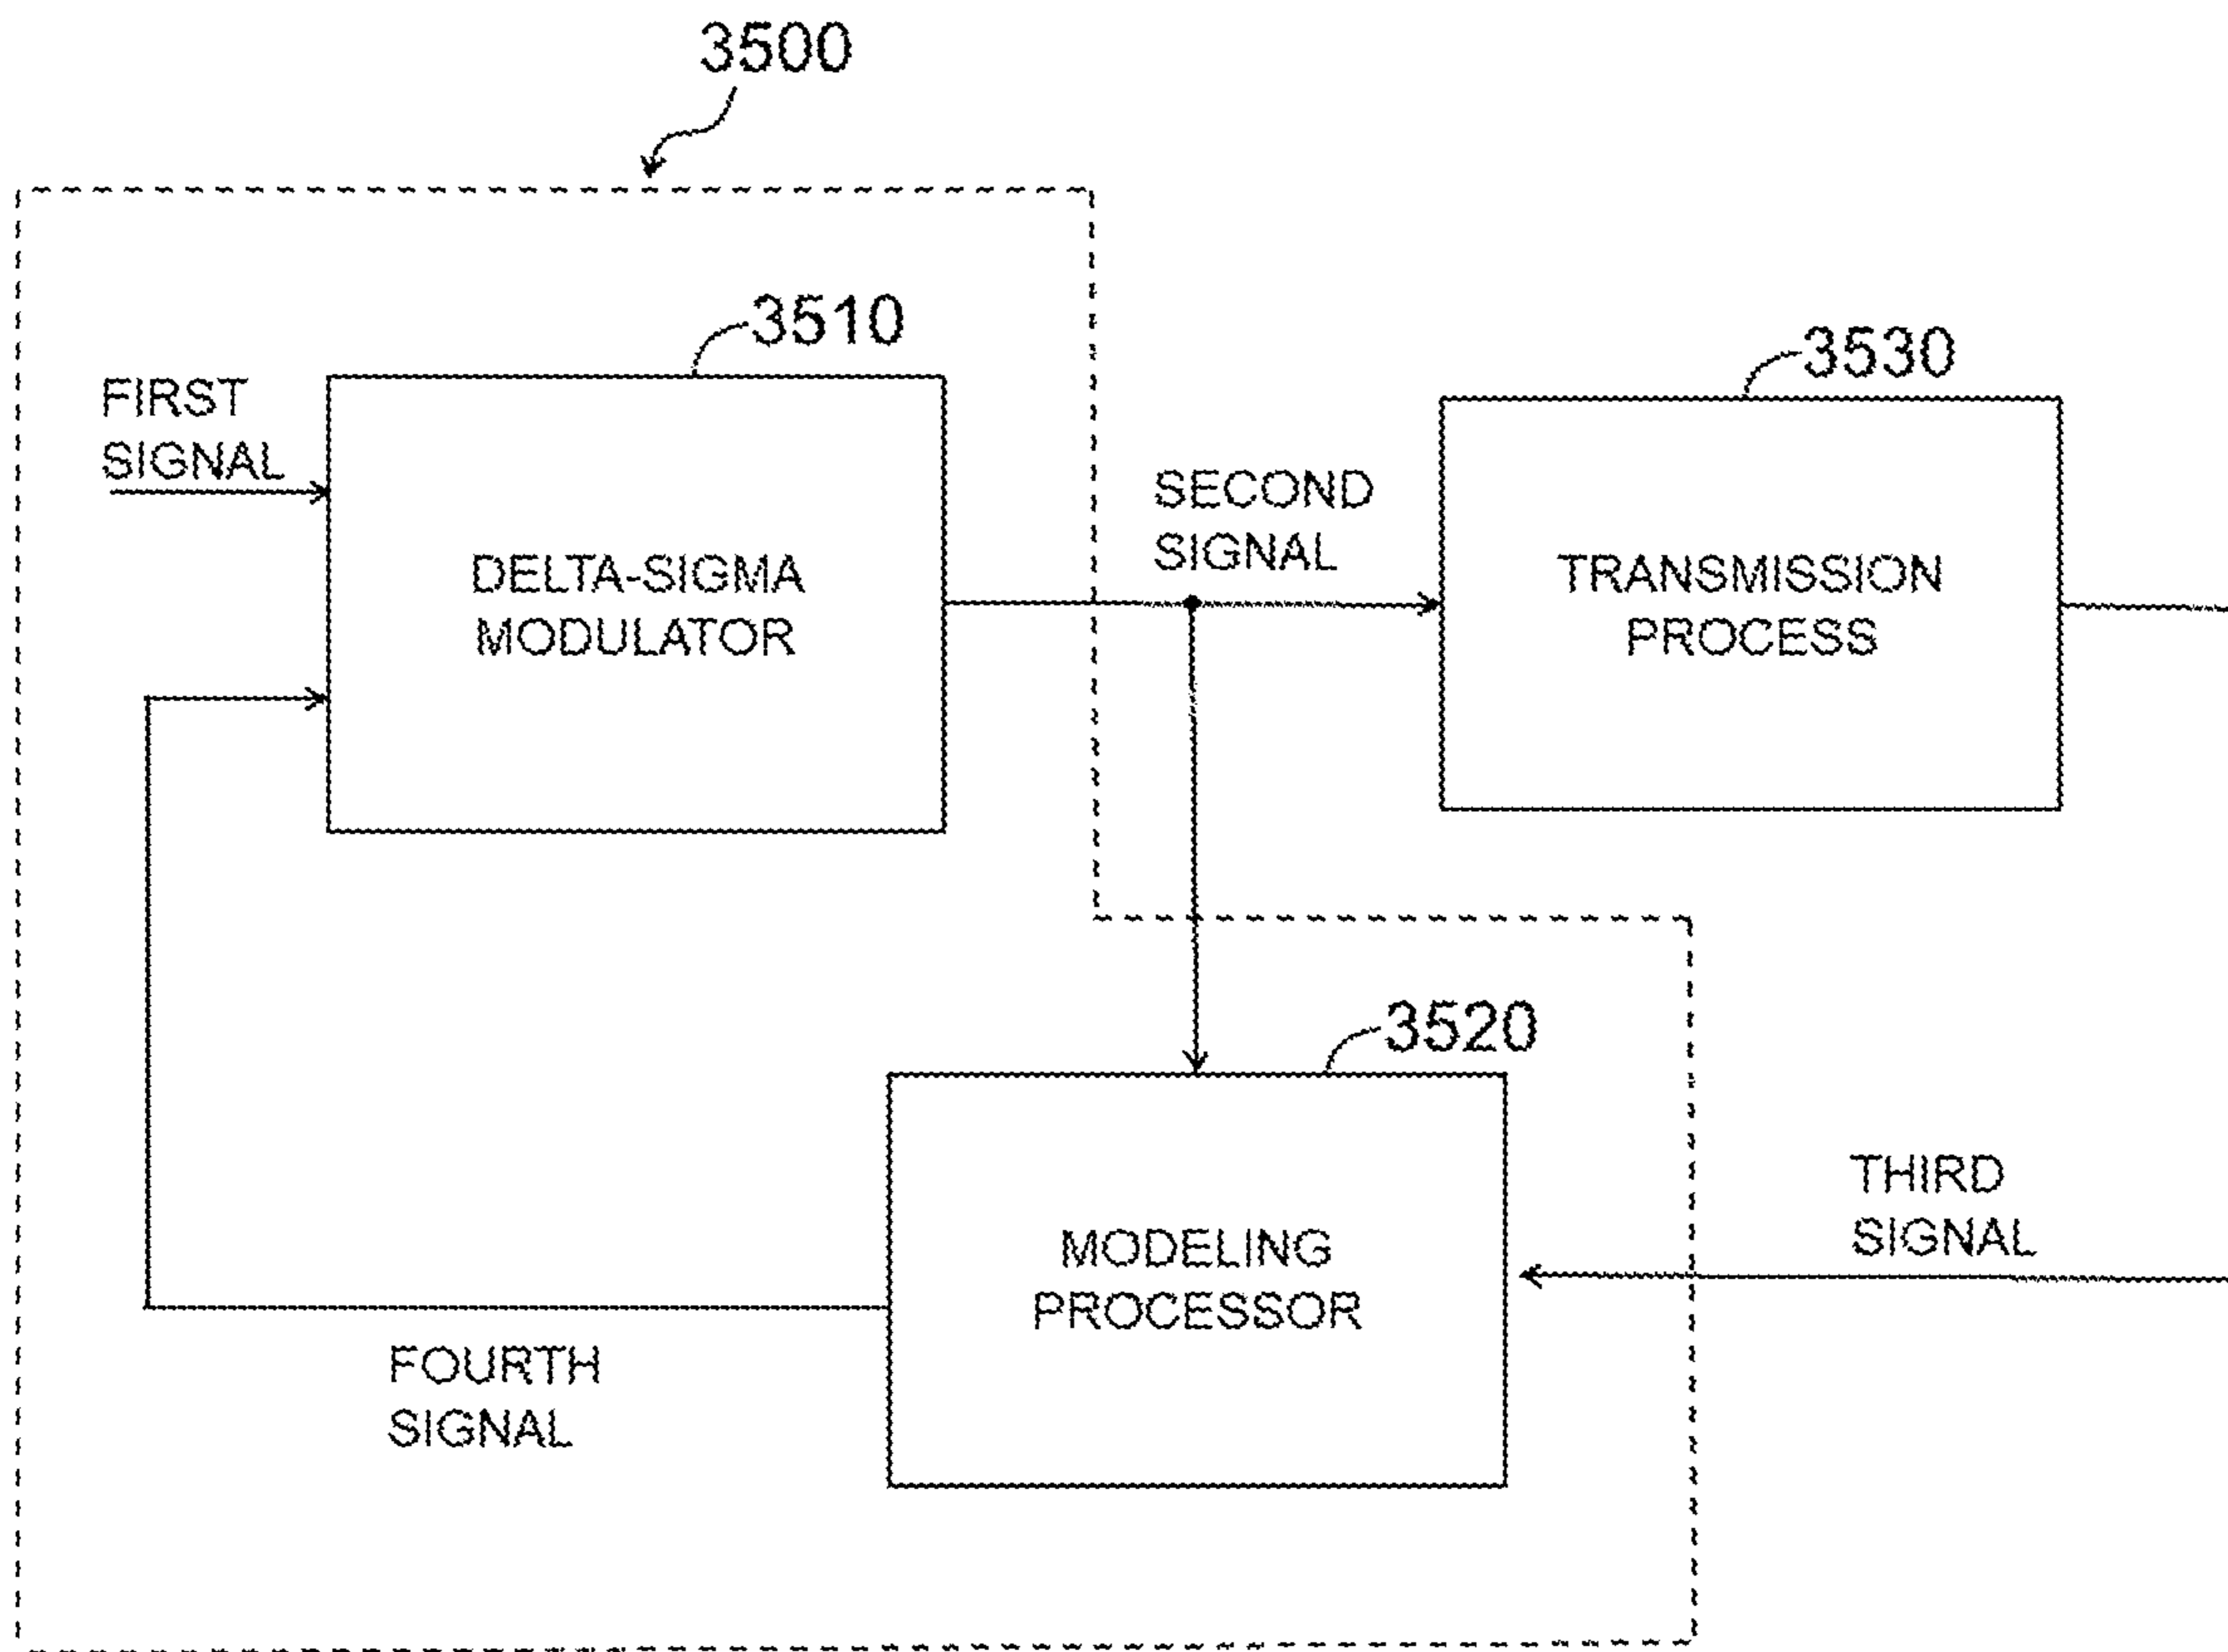 3500
3510
FIRST
SIGNAL
DELTA-SIGMA
MODULATOR
SECOND
SIGNAL
3530
TRANSMISSION
PROCESS
3520
MODELING
PROCESSOR
THIRD
SIGNAL
FOURTH
SIGNAL